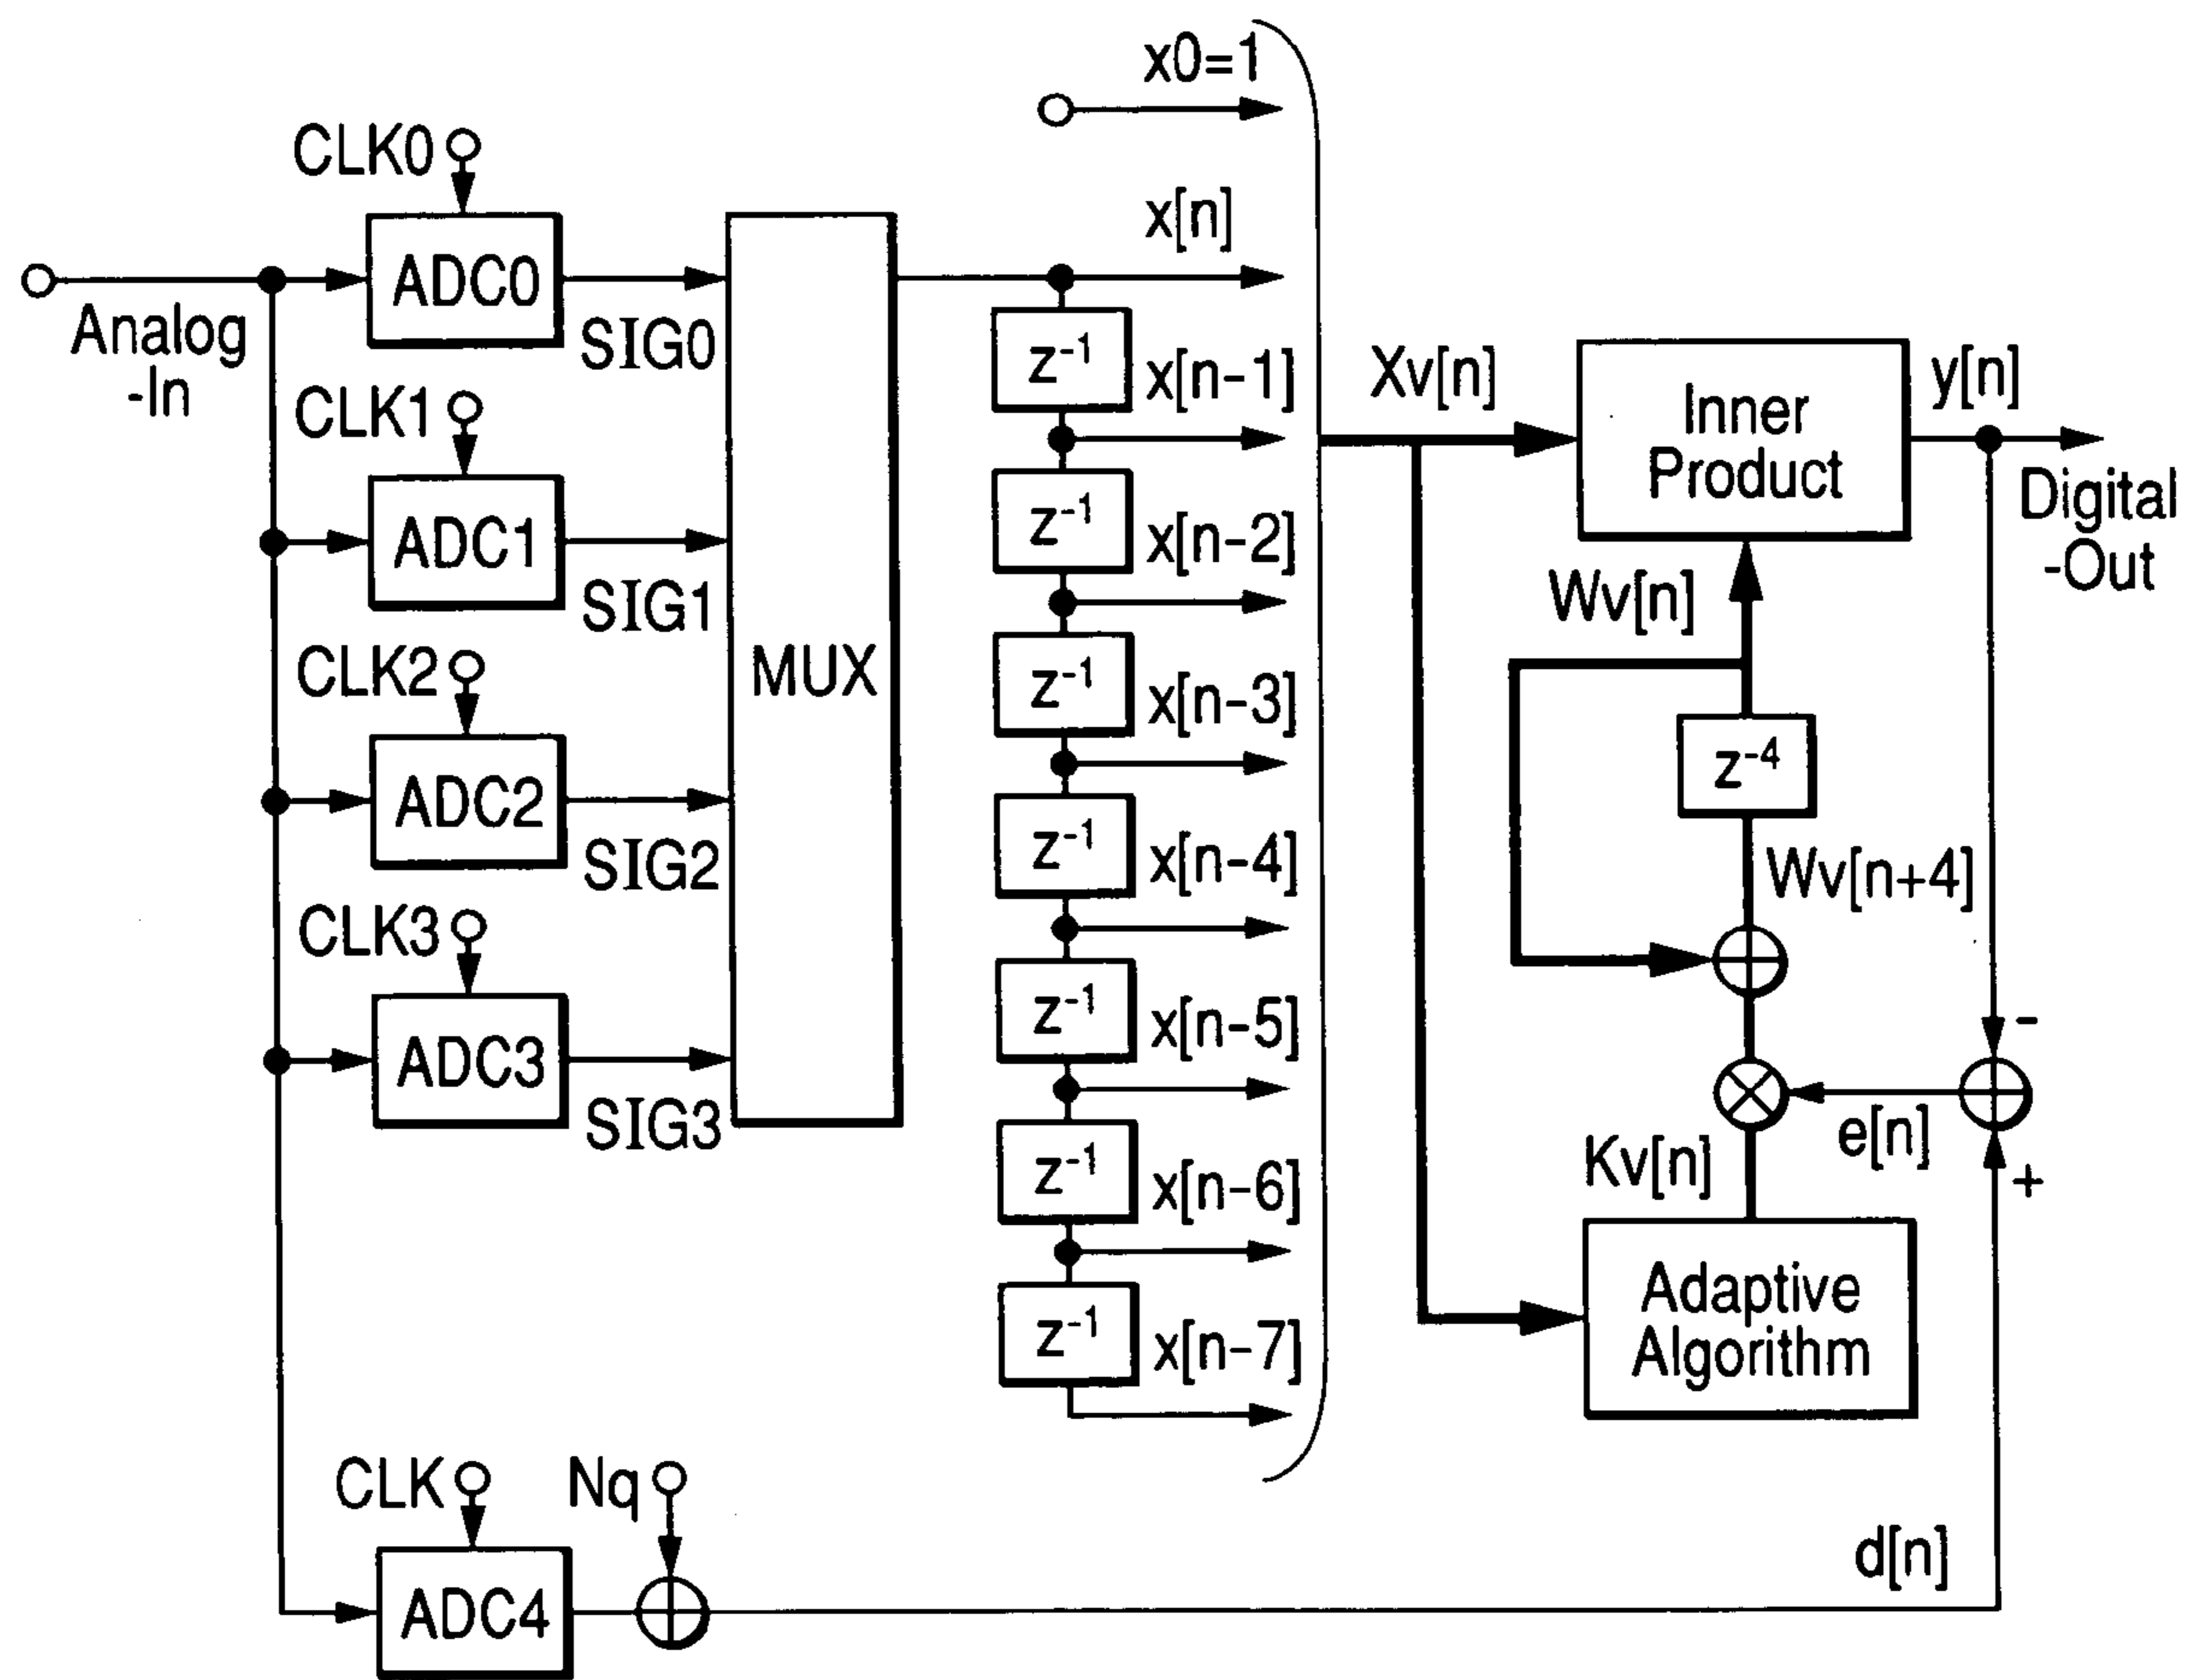 x0=1
CLK0
x[n]
ADC0
Analog
-In
SIG0
z⁻¹
x[n-1]
Xv[n]
Inner
Product
y[n]
Digital
-Out
CLK1
ADC1
SIG1
z⁻¹
x[n-2]
Wv[n]
CLK2
MUX
z⁻¹
x[n-3]
z⁻⁴
ADC2
SIG2
z⁻¹
x[n-4]
Wv[n+4]
CLK3
z⁻¹
x[n-5]
-
ADC3
SIG3
e[n]
Kv[n]
+
z⁻¹
x[n-6]
z⁻¹
x[n-7]
Adaptive
Algorithm
CLK
Nq
d[n]
ADC4